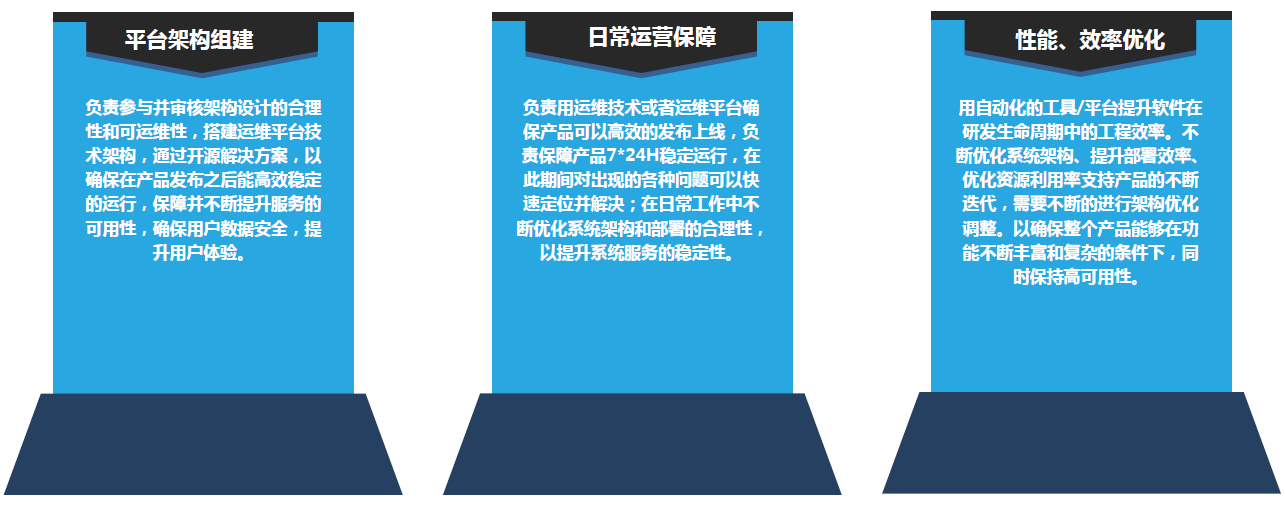 平台架构组建
负责参与并审核架构设计的合理
性和可运维性，搭建运维平台技
术架构，通过开源解决方案，以
确保在产品发布之后能高效稳定
的运行，保障并不断提升服务的
可用性，确保用户数据安全，提
升用户体验。
日常运营保障
负责用运维技术或者运维平台确
保产品可以高效的发布上线，负
责保障产品7*24H稳定运行，在
此期间对出现的各种问题可以快
速定位并解决；在日常工作中不
断优化系统架构和部署的合理性，
以提升系统服务的稳定性。
性能、效率优化
用自动化的工具/平台提升软件在
研发生命周期中的工程效率。不
断优化系统架构、提升部署效率、
优化资源利用率支持产品的不断
迭代，需要不断的进行架构优化
调整。以确保整个产品能够在功
能不断丰富和复杂的条件下，同
时保持高可用性。